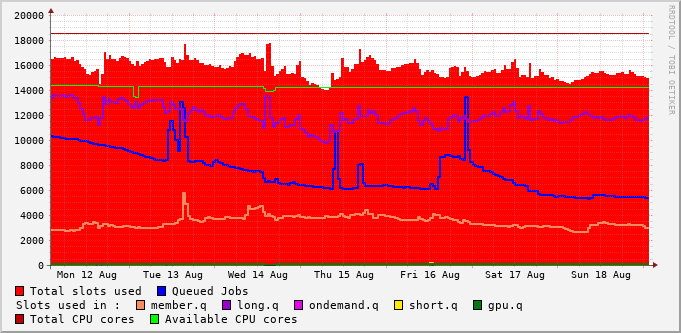 RRDTOOL / TOBI OETIKER
20000
18000
16000
14000
12000
10000
8000
6000
4000
2000
0
Mon 12 Aug Tue 13 Aug Wed 14 Aug Thu 15 Aug Fri 16 Aug Sat 17 Aug Sun 18 Aug
Total slots used Queued Jobs
Slots used in : member.q long.q ondemand.q short.q gpu.q
Total CPU cores Available CPU cores